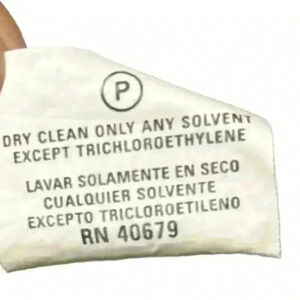 P
DRY CLEAN ONLY ANY SOLVENT
EXCEPT TRICHLOROETHYLENE
LAVAR SOLAMENTE EN SECO
CUALQUIER SOLVENTE
EXCEPTO TRICLOROETILENO
RN 40679